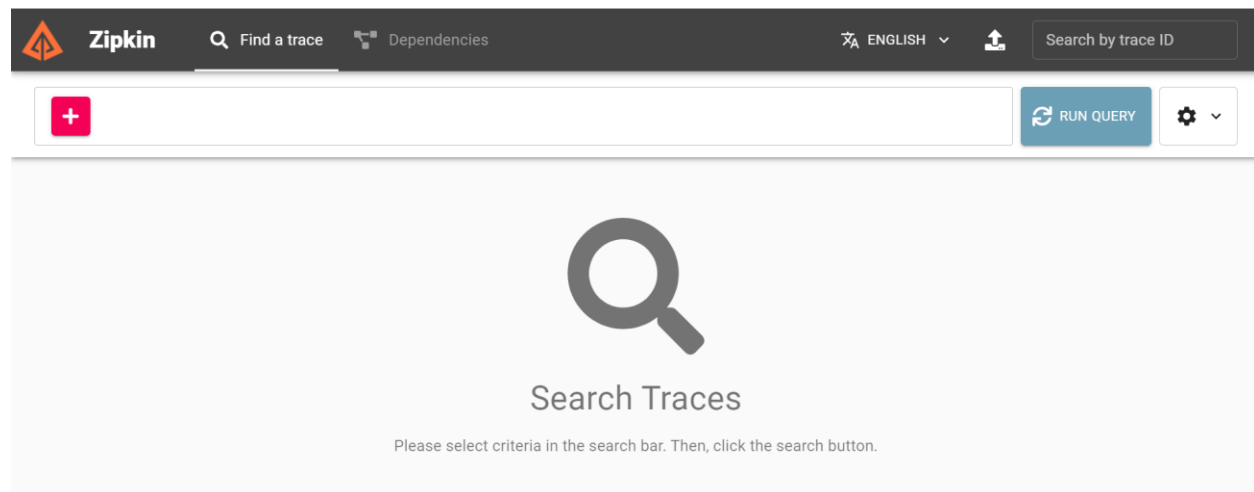 Zipkin
Find a trace
Dependencies
ENGLISH
Search by trace ID
RUN QUERY
Search Traces
Please select criteria in the search bar. Then, click the search button.